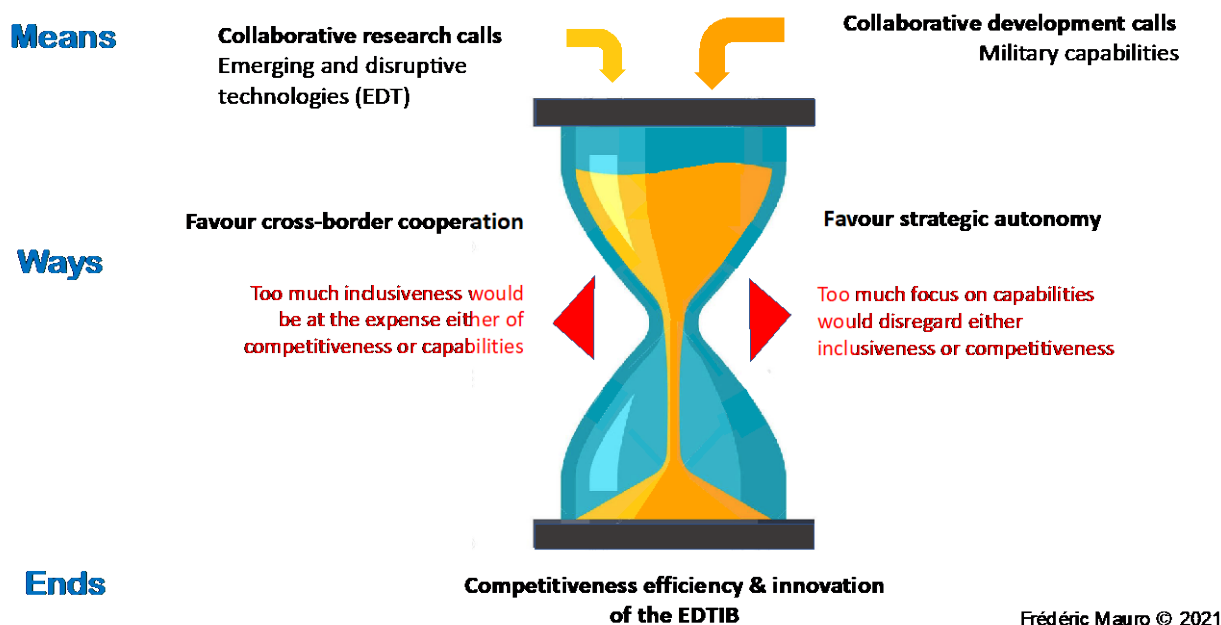 Means
Collaborative research calls
Emerging and disruptive
technologies (EDT)
Collaborative development calls
Military capabilities
Ways
Favour cross-border cooperation
Too much inclusiveness would
be at the expense either of
competitiveness or capabilities
Favour strategic autonomy
Too much focus on capabilities
would disregard either
inclusiveness or competitiveness
Ends
Competitiveness efficiency & innovation
of the EDTIB
Frédéric Mauro © 2021